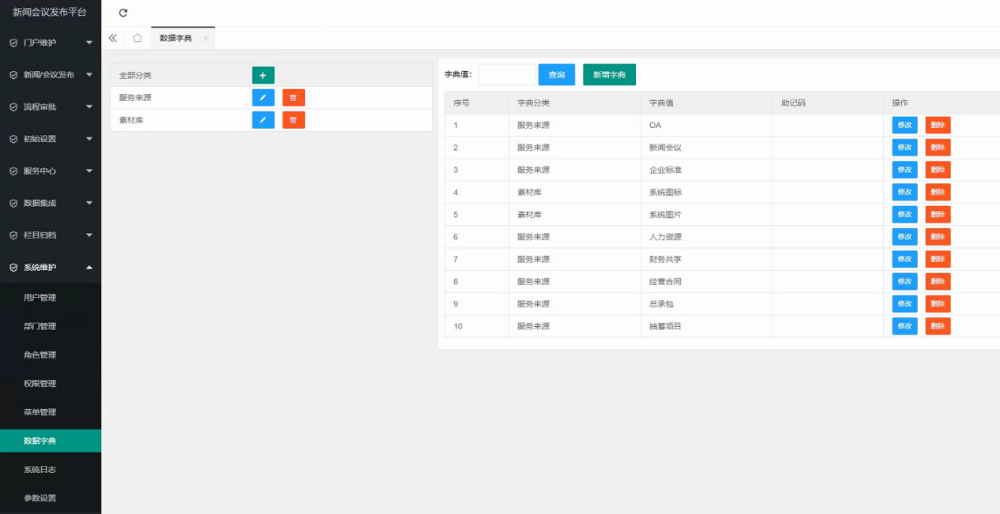 新闻会议发布平台
门户维护
新闻/会议发布
流程审批
初始设置
服务中心
数据集成
栏目归档
系统维护
用户管理
部门管理
角色管理
权限管理
菜单管理
数据字典
系统日志
参数设置
数据字典
全部分类
服务来源
素材库
字典值: 查询 新增字典
序号 字典分类 字典值 助记码 操作
1 服务来源 OA 修改 删除
2 服务来源 新闻会议 修改 删除
3 服务来源 企业标准 修改 删除
4 素材库 系统图标 修改 删除
5 素材库 系统图片 修改 删除
6 服务来源 人力资源 修改 删除
7 服务来源 财务共享 修改 删除
8 服务来源 经营合同 修改 删除
9 服务来源 总承包 修改 删除
10 服务来源 抽蓄项目 修改 删除